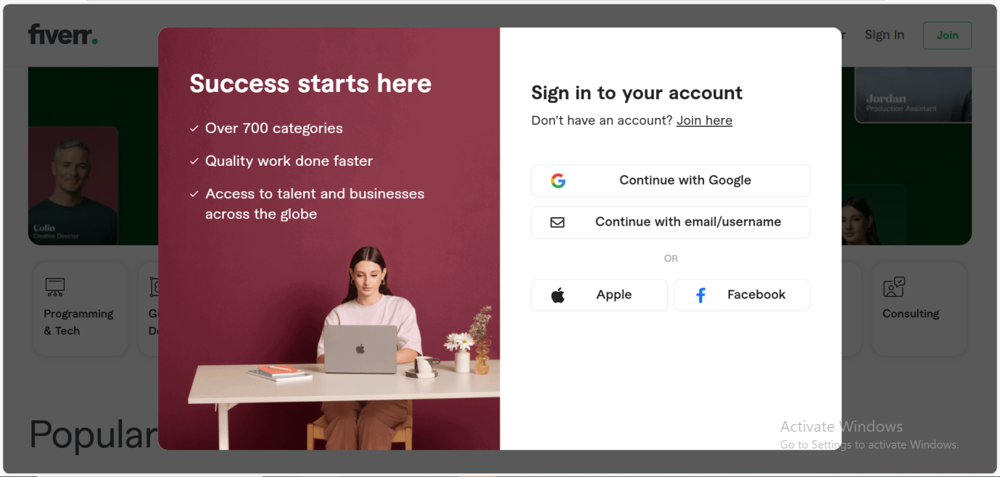 fiverr.
Sign in
Join
Success starts here
Over 700 categories
Quality work done faster
Access to talent and businesses
across the globe
Sign in to your account
Don't have an account? Join here
Continue with Google
Continue with email/username
OR
Apple
Facebook
Jordan
Production Assistant
Colin
Creative Director
Programming
& Tech
Consulting
Popular
Activate Windows
Go to Settings to activate Windows.